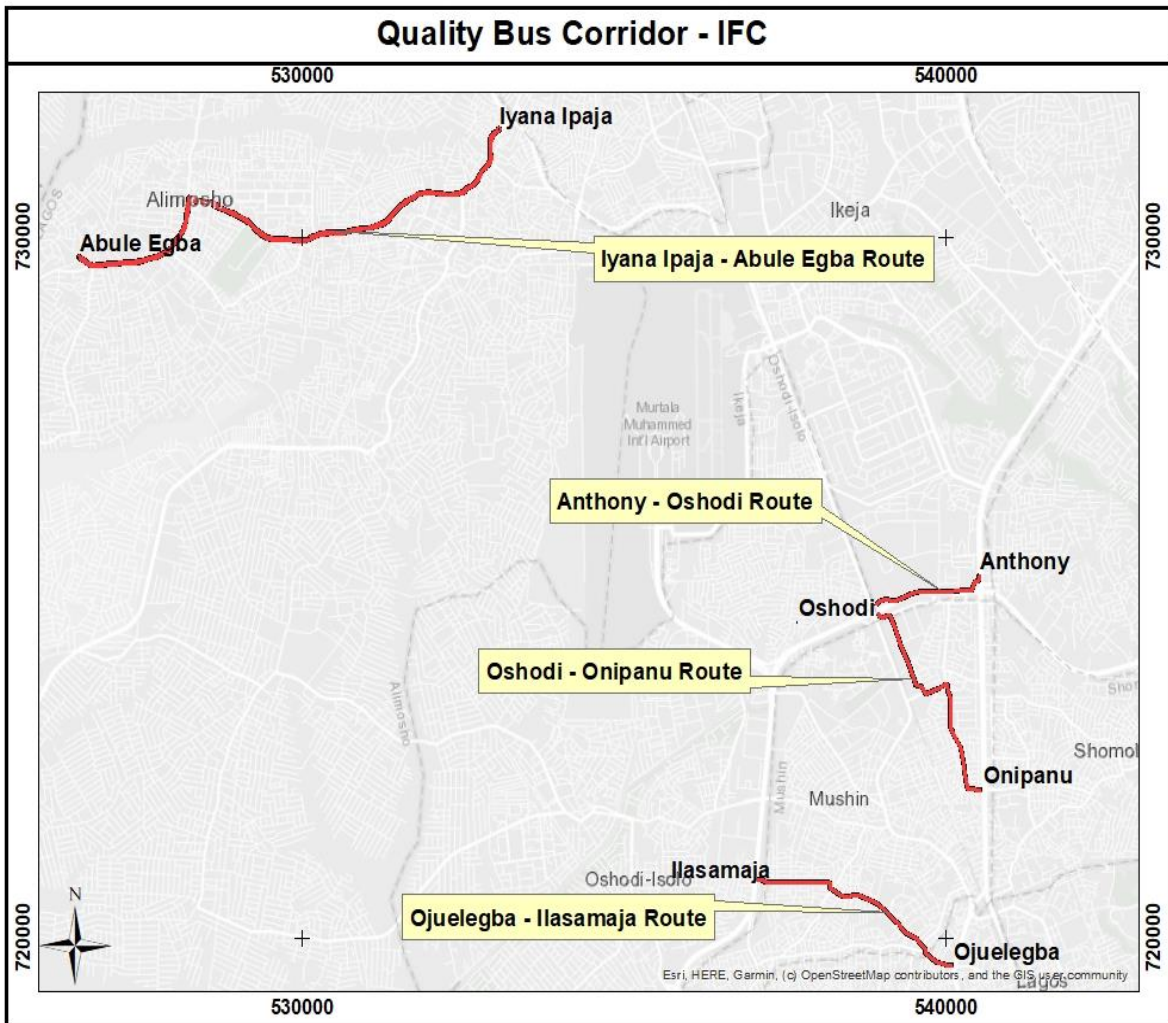 Quality Bus Corridor - IFC
530000
540000
Iyana Ipaja
Alimosho
LAGOS
Ikeja
Abule Egba
730000
730000
Iyana Ipaja - Abule Egba Route
Oshodi-Isolo
Ikeja
Murtala
Muhammed
Int'l Airport
Anthony - Oshodi Route
Anthony
Oshodi
Oshodi - Onipanu Route
Alimosho
Shomol
Onipanu
Mushin
Mushin
Ilasamaja
Oshodi-Isolo
Ojuelegba - Ilasamaja Route
N
720000
720000
Ojuelegba
Esri, HERE, Garmin, (c) OpenStreetMap contributors, and the GIS user community
Lagos
530000
540000